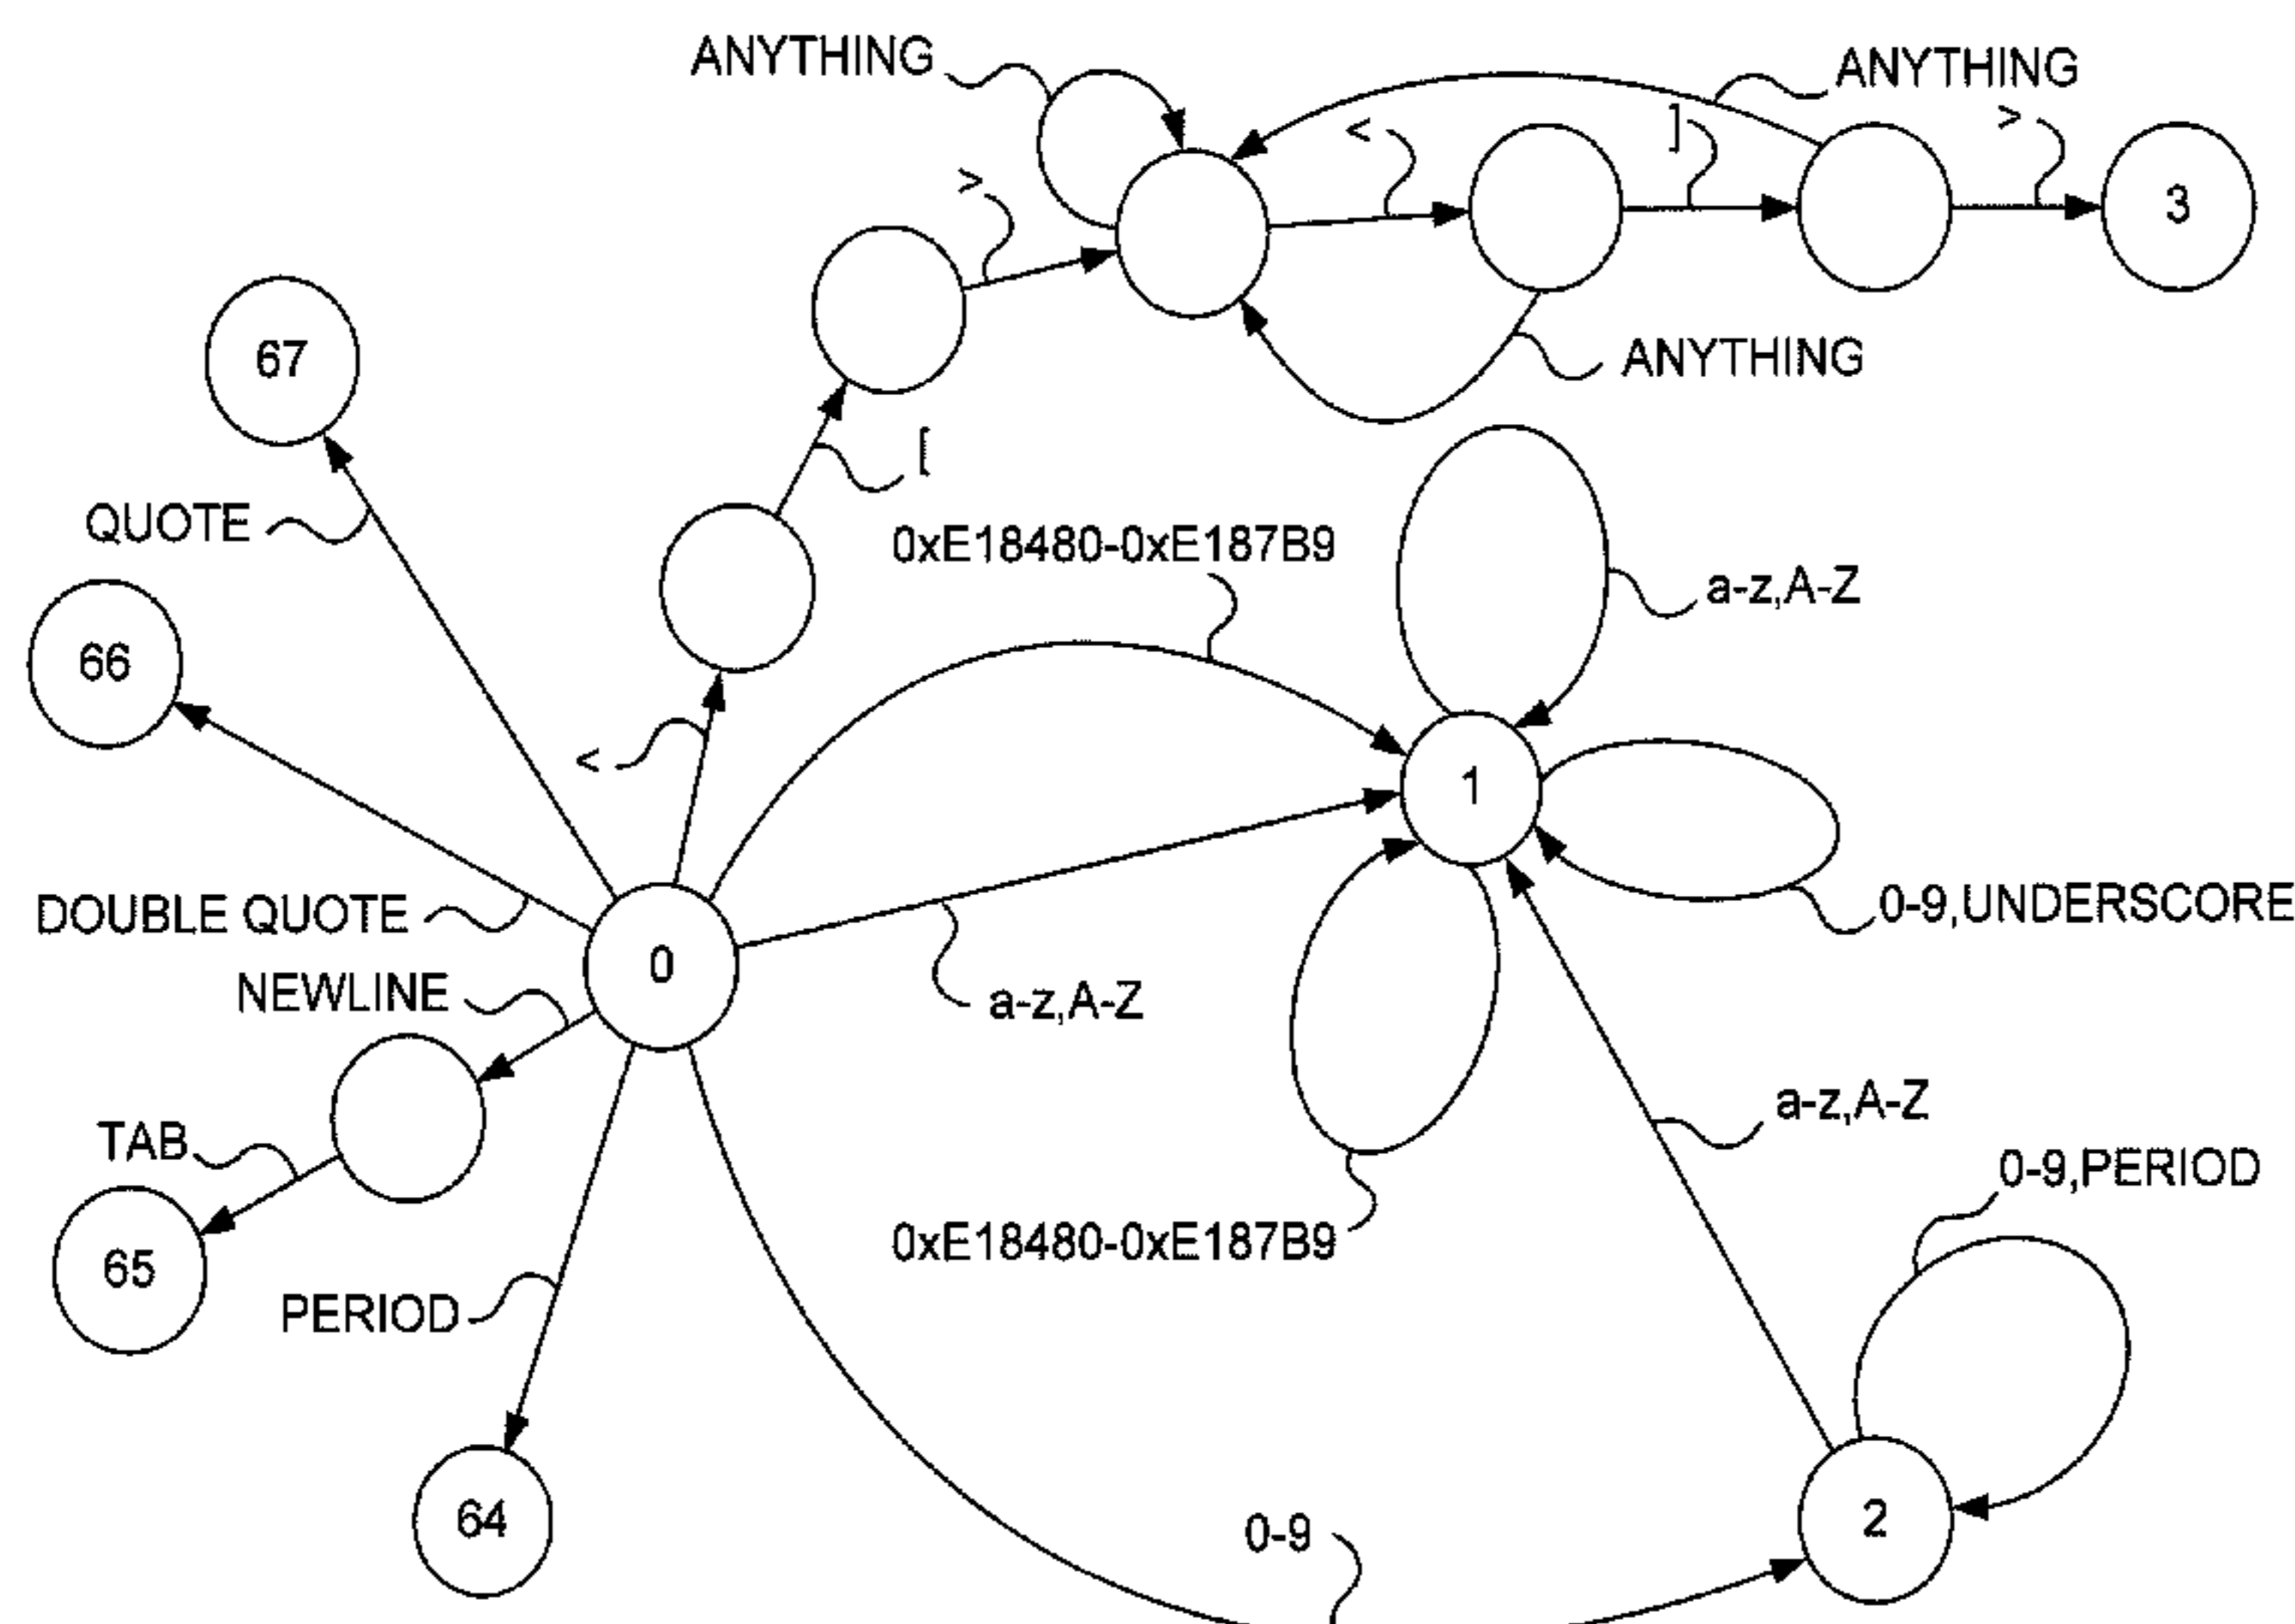 ANYTHING
ANYTHING
<
]
>
>
3
67
ANYTHING
[
QUOTE
0xE18480-0xE187B9
a-z,A-Z
66
<
1
DOUBLE QUOTE
0-9,UNDERSCORE
0
NEWLINE
a-z,A-Z
a-z,A-Z
TAB
0-9,PERIOD
0xE18480-0xE187B9
65
PERIOD
64
0-9
2